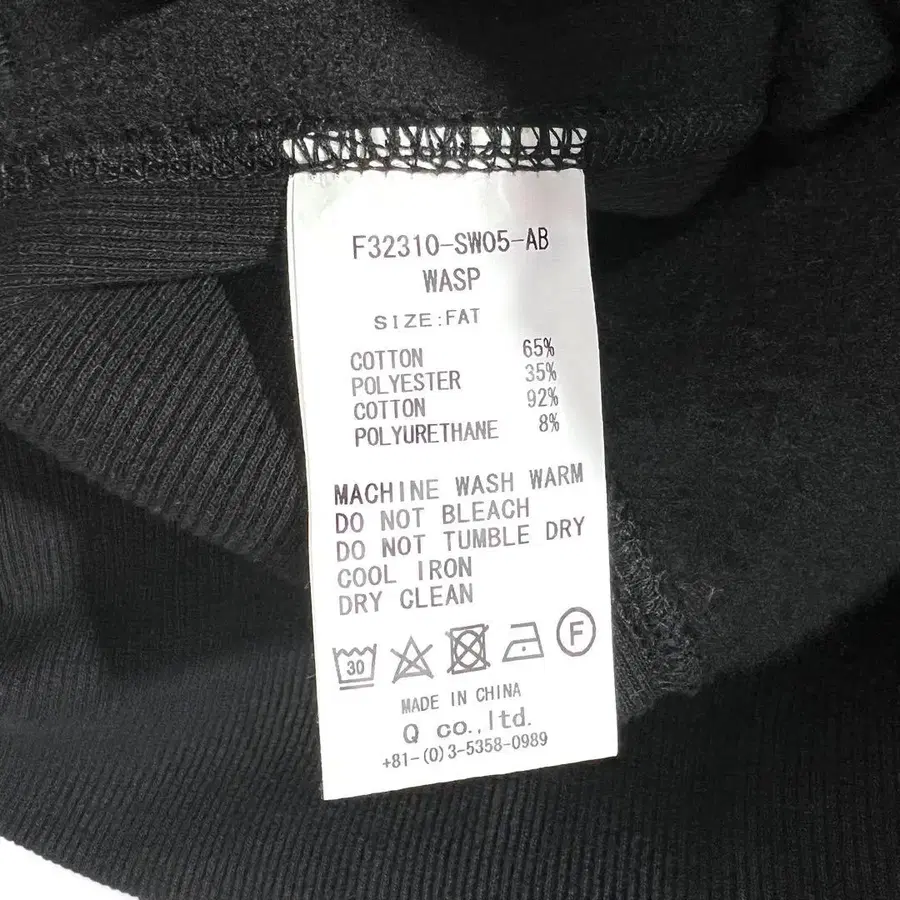 F32310-SW05-AB
WASP
SIZE:FAT
COTTON 65%
POLYESTER 35%
COTTON 92%
POLYURETHANE 8%
MACHINE WASH WARM
DO NOT BLEACH
DO NOT TUMBLE DRY
COOL IRON
DRY CLEAN
30 F
MADE IN CHINA
Q co.,ltd.
+81-(0)3-5358-0989